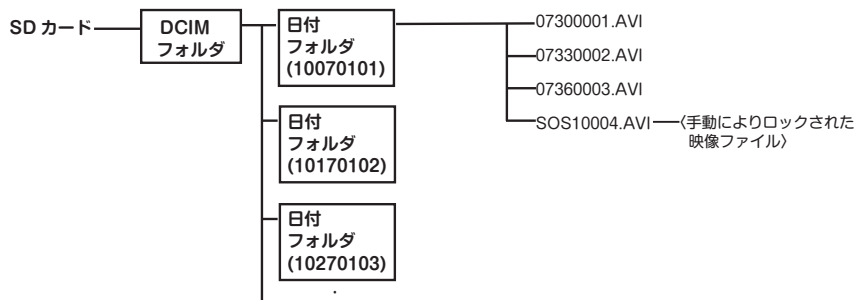 SD カード
DCIM
フォルダ
日付
フォルダ
(10070101)
07300001.AVI
07330002.AVI
07360003.AVI
SOS10004.AVI
〈手動によりロックされた
映像ファイル〉
日付
フォルダ
(10170102)
日付
フォルダ
(10270103)